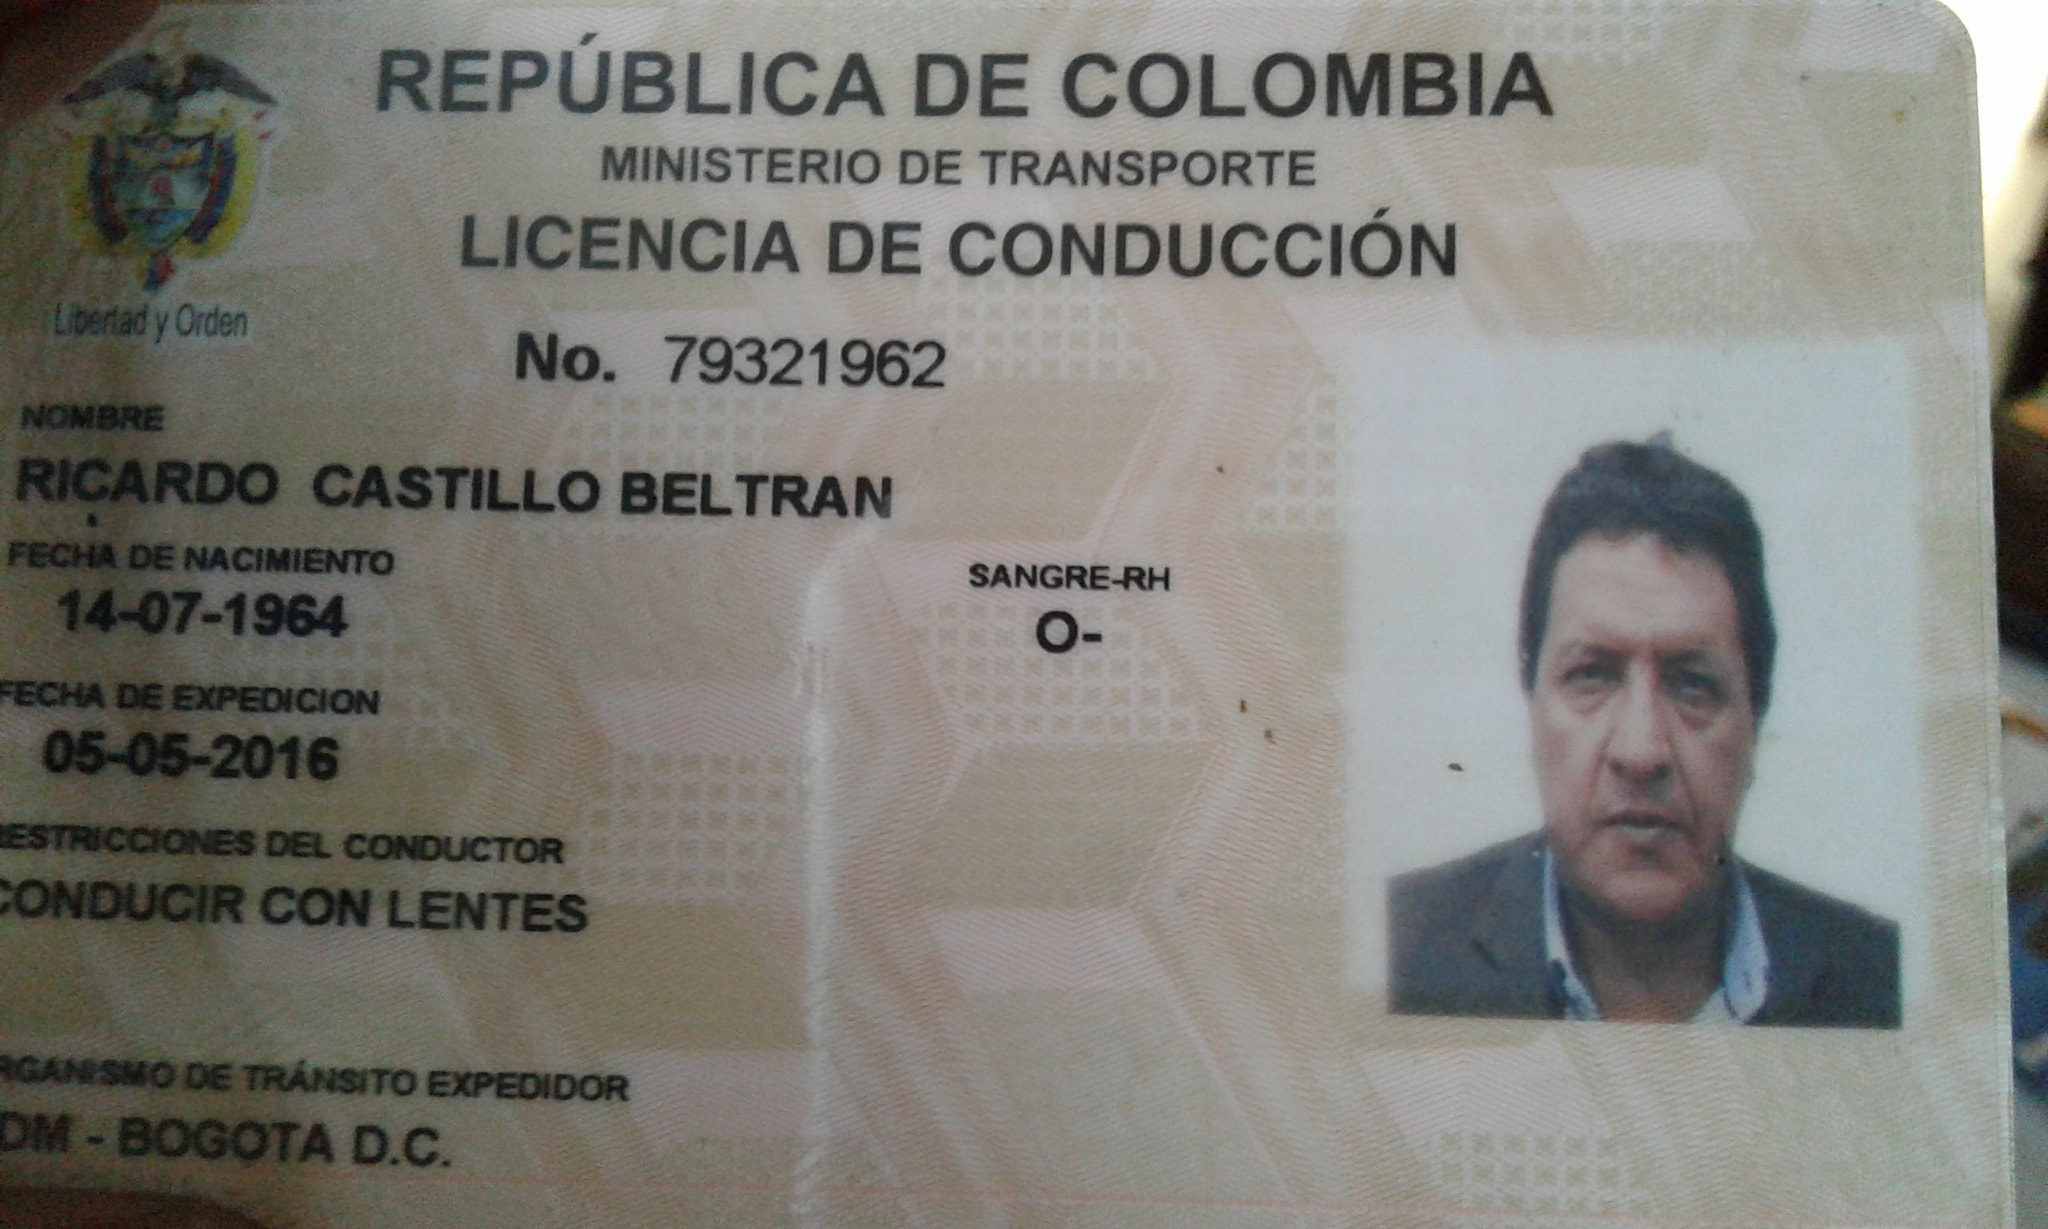 REPÚBLICA DE COLOMBIA
MINISTERIO DE TRANSPORTE
LICENCIA DE CONDUCCIÓN
Libertad y Orden
No. 79321962
NOMBRE
RICARDO CASTILLO BELTRAN
FECHA DE NACIMIENTO
14-07-1964
SANGRE-RH
O-
FECHA DE EXPEDICION
05-05-2016
RESTRICCIONES DEL CONDUCTOR
CONDUCIR CON LENTES
ORGANISMO DE TRÁNSITO EXPEDIDOR
DM - BOGOTA D.C.